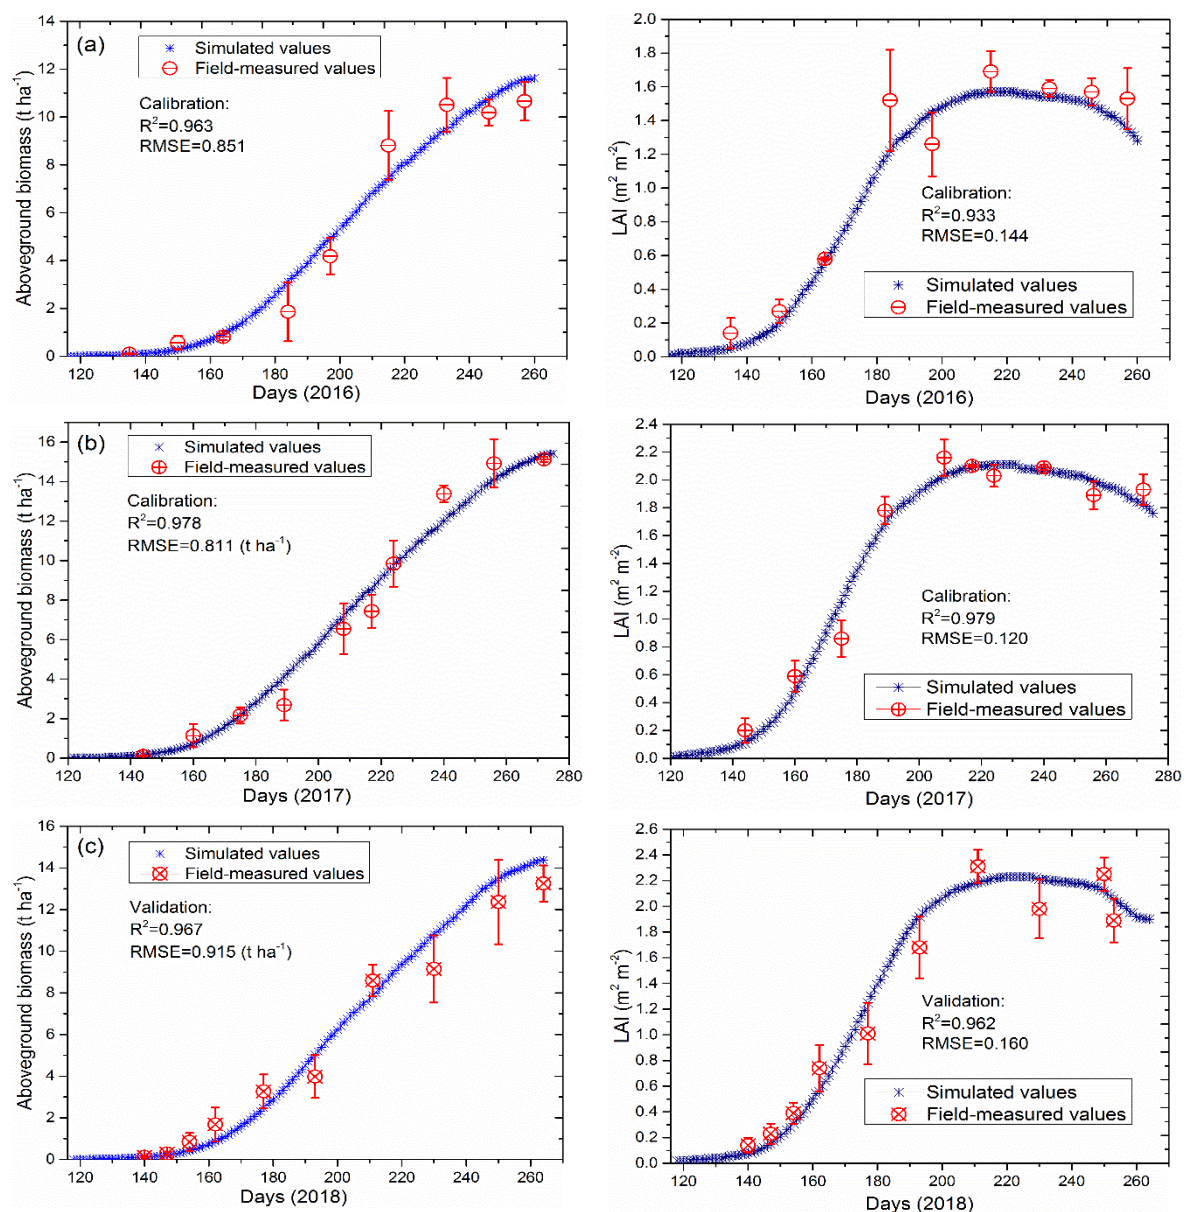 (a)
Simulated values
Field-measured values
Calibration:
R²=0.963
RMSE=0.851
Aboveground biomass (t ha⁻¹)
14
12
10
8
6
4
2
0
120 140 160 180 200 220 240 260
Days (2016)
LAI (m² m⁻²)
2.0
1.8
1.6
1.4
1.2
1.0
0.8
0.6
0.4
0.2
0.0
Calibration:
R²=0.933
RMSE=0.144
Simulated values
Field-measured values
120 140 160 180 200 220 240 260
Days (2016)
(b)
Simulated values
Field-measured values
Calibration:
R²=0.978
RMSE=0.811 (t ha⁻¹)
Aboveground biomass (t ha⁻¹)
16
14
12
10
8
6
4
2
0
120 140 160 180 200 220 240 260 280
Days (2017)
LAI (m² m⁻²)
2.4
2.2
2.0
1.8
1.6
1.4
1.2
1.0
0.8
0.6
0.4
0.2
0.0
Calibration:
R²=0.979
RMSE=0.120
Simulated values
Field-measured values
120 140 160 180 200 220 240 260 280
Days (2017)
(c)
Simulated values
Field-measured values
Validation:
R²=0.967
RMSE=0.915 (t ha⁻¹)
Aboveground biomass (t ha⁻¹)
16
14
12
10
8
6
4
2
0
120 140 160 180 200 220 240 260
Days (2018)
LAI (m² m⁻²)
2.6
2.4
2.2
2.0
1.8
1.6
1.4
1.2
1.0
0.8
0.6
0.4
0.2
0.0
Validation:
R²=0.962
RMSE=0.160
Simulated values
Field-measured values
120 140 160 180 200 220 240 260
Days (2018)